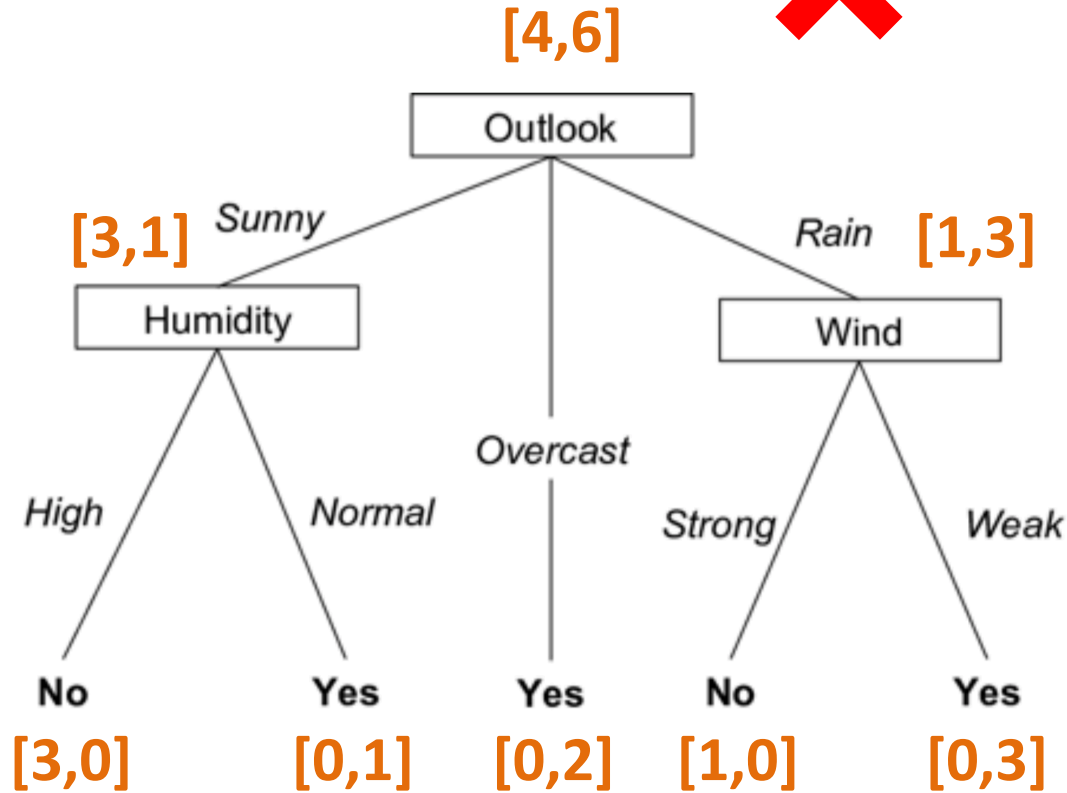 [4,6]
Outlook
[3,1]
Sunny
Rain
[1,3]
Humidity
Wind
Overcast
High
Normal
Strong
Weak
No
Yes
Yes
No
Yes
[3,0]
[0,1]
[0,2]
[1,0]
[0,3]